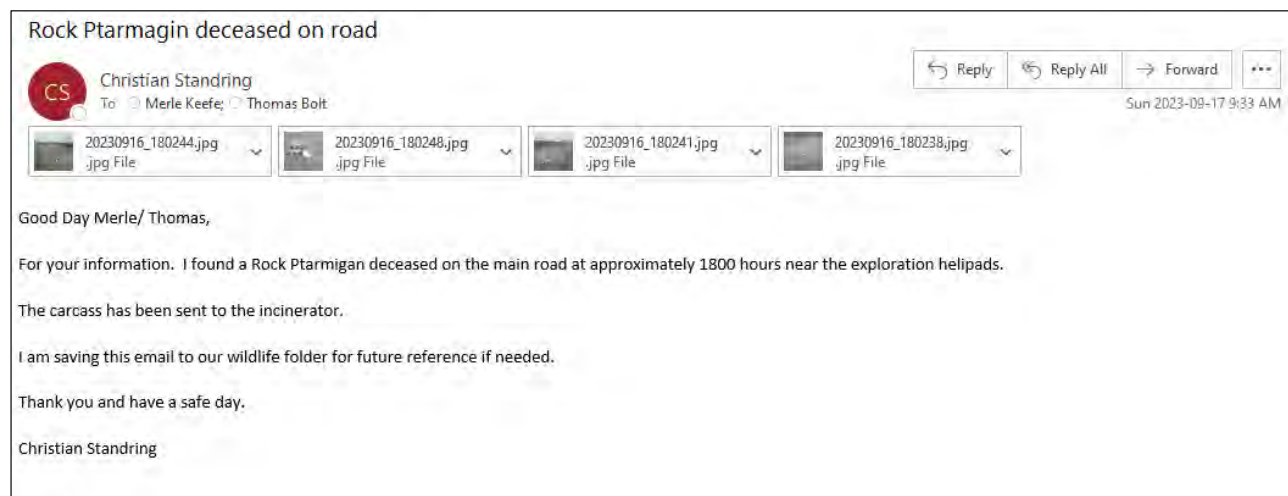 Rock Ptarmagin deceased on road
CS
Christian Standring
To Merle Keefe; Thomas Bolt
Reply
Reply All
Forward
Sun 2023-09-17 9:33 AM
20230916_180244.jpg
.jpg File
20230916_180248.jpg
.jpg File
20230916_180241.jpg
.jpg File
20230916_180238.jpg
.jpg File
Good Day Merle/ Thomas,
For your information. I found a Rock Ptarmigan deceased on the main road at approximately 1800 hours near the exploration helipads.
The carcass has been sent to the incinerator.
I am saving this email to our wildlife folder for future reference if needed.
Thank you and have a safe day.
Christian Standring